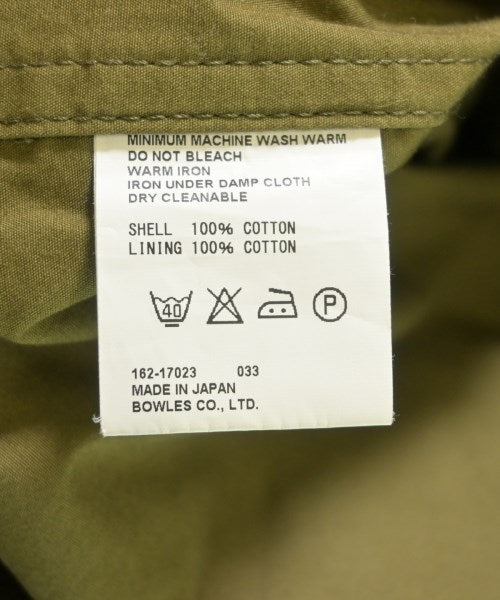 MINIMUM MACHINE WASH WARM
DO NOT BLEACH
WARM IRON
IRON UNDER DAMP CLOTH
DRY CLEANABLE
SHELL 100% COTTON
LINING 100% COTTON
40 P
162-17023 033
MADE IN JAPAN
BOWLES CO., LTD.